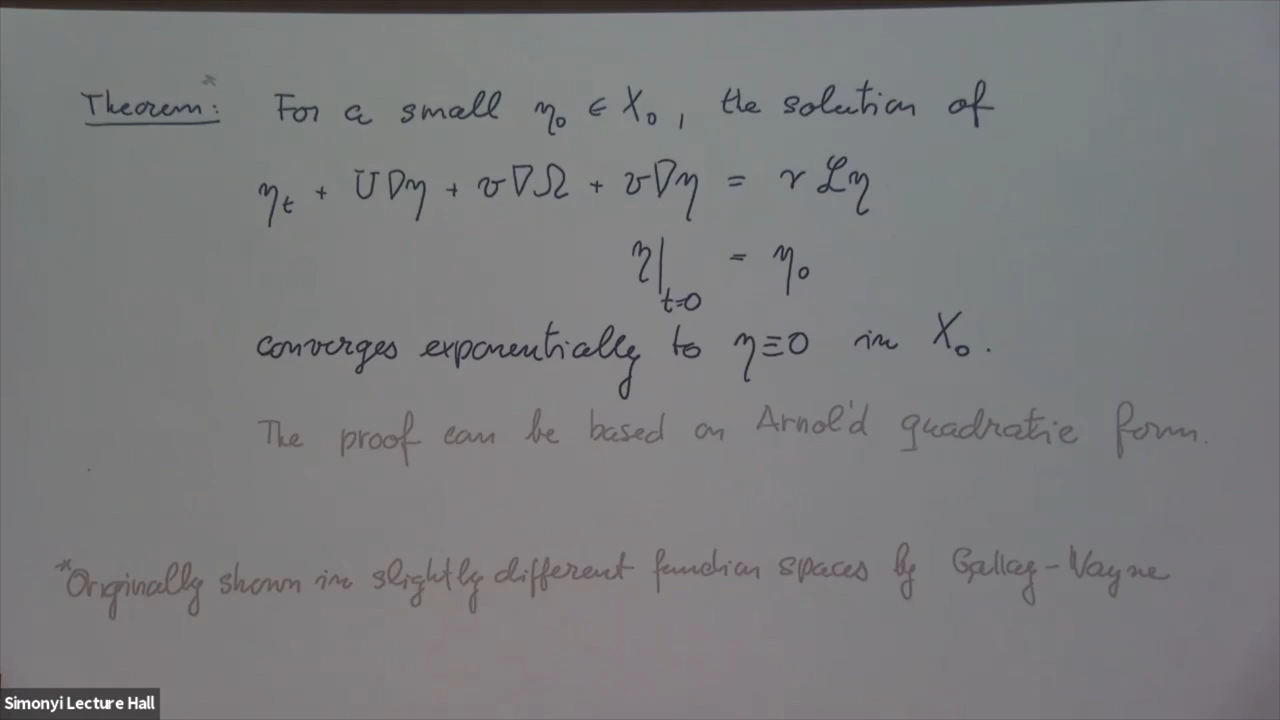 Theorem*: For a small η₀ ∈ X₀, the solution of
ηₜ + U∇η + v∇Ω + v∇η = ν ℒη
η|ₜ₌₀ = η₀
converges exponentially to η≡0 in X₀.
The proof can be based on Arnol'd quadratic form.
*Originally shown in slightly different function spaces by Gallay-Wayne
Simonyi Lecture Hall